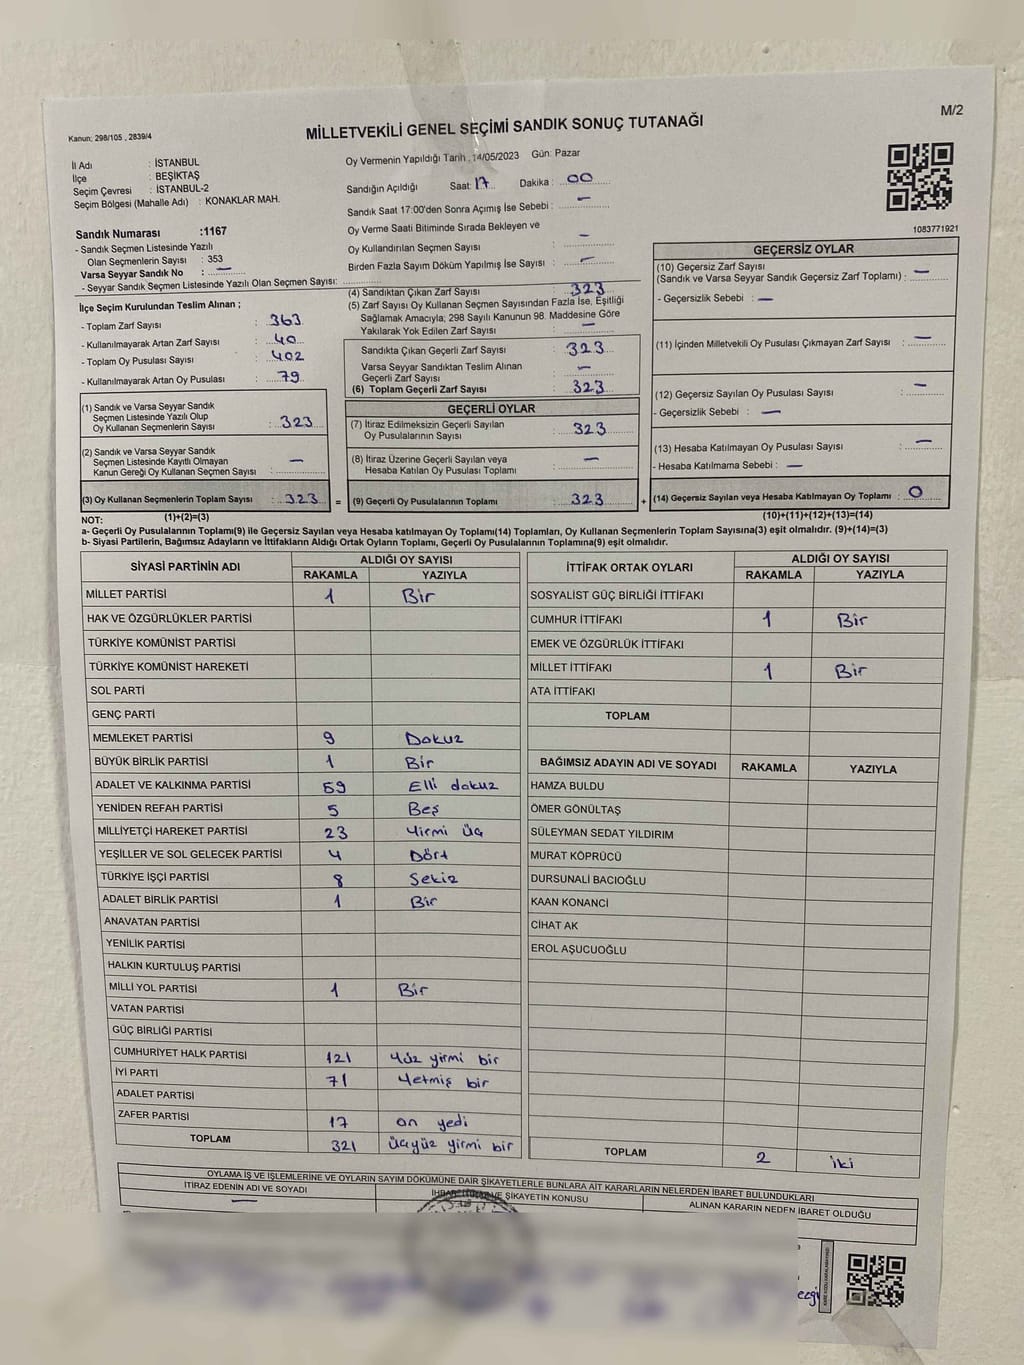 M/2
Kanun: 298/105 , 2839/4
MİLLETVEKİLİ GENEL SEÇİMİ SANDIK SONUÇ TUTANAĞI
İl Adı : İSTANBUL
İlçe : BEŞİKTAŞ
Seçim Çevresi : İSTANBUL-2
Seçim Bölgesi (Mahalle Adı) : KONAKLAR MAH.
Sandık Numarası :1167
- Sandık Seçmen Listesinde Yazılı
Olan Seçmenlerin Sayısı : 353
Varsa Seyyar Sandık No : —
- Seyyar Sandık Seçmen Listesinde Yazılı Olan Seçmen Sayısı:
Oy Vermenin Yapıldığı Tarih : 14/05/2023 Gün: Pazar
Sandığın Açıldığı Saat: 17 Dakika : 00
Sandık Saat 17:00'den Sonra Açımış İse Sebebi : —
Oy Verme Saati Bitiminde Sırada Bekleyen ve
Oy Kullandırılan Seçmen Sayısı : —
Birden Fazla Sayım Döküm Yapılmış İse Sayısı : —
1083771921
İlçe Seçim Kurulundan Teslim Alınan ;
- Toplam Zarf Sayısı : 363
- Kullanılmayarak Artan Zarf Sayısı : 40
- Toplam Oy Pusulası Sayısı : 402
- Kullanılmayarak Artan Oy Pusulası : 79
(1) Sandık ve Varsa Seyyar Sandık
Seçmen Listesinde Yazılı Olup
Oy Kullanan Seçmenlerin Sayısı : 323
(2) Sandık ve Varsa Seyyar Sandık
Seçmen Listesinde Kayıtlı Olmayan
Kanun Gereği Oy Kullanan Seçmen Sayısı : —
(3) Oy Kullanan Seçmenlerin Toplam Sayısı : 323 =
(1)+(2)=(3)
(4) Sandıktan Çıkan Zarf Sayısı : 323
(5) Zarf Sayısı Oy Kullanan Seçmen Sayısından Fazla İse, Eşitliği
Sağlamak Amacıyla; 298 Sayılı Kanunun 98. Maddesine Göre
Yakılarak Yok Edilen Zarf Sayısı : —
Sandıkta Çıkan Geçerli Zarf Sayısı : 323
Varsa Seyyar Sandıktan Teslim Alınan
Geçerli Zarf Sayısı : —
(6) Toplam Geçerli Zarf Sayısı : 323
GEÇERLİ OYLAR
(7) İtiraz Edilmeksizin Geçerli Sayılan
Oy Pusulalarının Sayısı : 323
(8) İtiraz Üzerine Geçerli Sayılan veya
Hesaba Katılan Oy Pusulası Toplamı : —
(9) Geçerli Oy Pusulalarının Toplamı : 323 +
GEÇERSİZ OYLAR
(10) Geçersiz Zarf Sayısı
(Sandık ve Varsa Seyyar Sandık Geçersiz Zarf Toplamı) : —
- Geçersizlik Sebebi : —
(11) İçinden Milletvekili Oy Pusulası Çıkmayan Zarf Sayısı : —
(12) Geçersiz Sayılan Oy Pusulası Sayısı : —
- Geçersizlik Sebebi : —
(13) Hesaba Katılmayan Oy Pusulası Sayısı : —
- Hesaba Katılmama Sebebi : —
(14) Geçersiz Sayılan veya Hesaba Katılmayan Oy Toplamı : 0
(10)+(11)+(12)+(13)=(14)
NOT:
a- Geçerli Oy Pusulalarının Toplamı(9) ile Geçersiz Sayılan veya Hesaba katılmayan Oy Toplamı(14) Toplamları, Oy Kullanan Seçmenlerin Toplam Sayısına(3) eşit olmalıdır. (9)+(14)=(3)
b- Siyasi Partilerin, Bağımsız Adayların ve İttifakların Aldığı Ortak Oyların Toplamı, Geçerli Oy Pusulalarının Toplamına(9) eşit olmalıdır.
SİYASİ PARTİNİN ADI ALDIĞI OY SAYISI
RAKAMLA YAZIYLA
MİLLET PARTİSİ 1 Bir
HAK VE ÖZGÜRLÜKLER PARTİSİ
TÜRKİYE KOMÜNİST PARTİSİ
TÜRKİYE KOMÜNİST HAREKETİ
SOL PARTİ
GENÇ PARTİ
MEMLEKET PARTİSİ 9 Dokuz
BÜYÜK BİRLİK PARTİSİ 1 Bir
ADALET VE KALKINMA PARTİSİ 59 Elli dokuz
YENİDEN REFAH PARTİSİ 5 Beş
MİLLİYETÇİ HAREKET PARTİSİ 23 Yirmi üç
YEŞİLLER VE SOL GELECEK PARTİSİ 4 Dört
TÜRKİYE İŞÇİ PARTİSİ 8 Sekiz
ADALET BİRLİK PARTİSİ 1 Bir
ANAVATAN PARTİSİ
YENİLİK PARTİSİ
HALKIN KURTULUŞ PARTİSİ
MİLLİ YOL PARTİSİ 1 Bir
VATAN PARTİSİ
GÜÇ BİRLİĞİ PARTİSİ
CUMHURİYET HALK PARTİSİ 121 Yüz yirmi bir
İYİ PARTİ 71 Yetmiş bir
ADALET PARTİSİ
ZAFER PARTİSİ 17 on yedi
TOPLAM 321 Üçyüz yirmi bir
İTTİFAK ORTAK OYLARI ALDIĞI OY SAYISI
RAKAMLA YAZIYLA
SOSYALİST GÜÇ BİRLİĞİ İTTİFAKI
CUMHUR İTTİFAKI 1 Bir
EMEK VE ÖZGÜRLÜK İTTİFAKI
MİLLET İTTİFAKI 1 Bir
ATA İTTİFAKI
TOPLAM
BAĞIMSIZ ADAYIN ADI VE SOYADI RAKAMLA YAZIYLA
HAMZA BULDU
ÖMER GÖNÜLTAŞ
SÜLEYMAN SEDAT YILDIRIM
MURAT KÖPRÜCÜ
DURSUNALİ BACIOĞLU
KAAN KONANCİ
CİHAT AK
EROL AŞUCUOĞLU
TOPLAM 2 iki
OYLAMA İŞ VE İŞLEMLERİNE VE OYLARIN SAYIM DÖKÜMÜNE DAİR ŞİKAYETLERLE BUNLARA AİT KARARLARIN NELERDEN İBARET BULUNDUKLARI
İTİRAZ EDENİN ADI VE SOYADI VE ŞİKAYETİN KONUSU ALINAN KARARIN NEDEN İBARET OLDUĞU
—